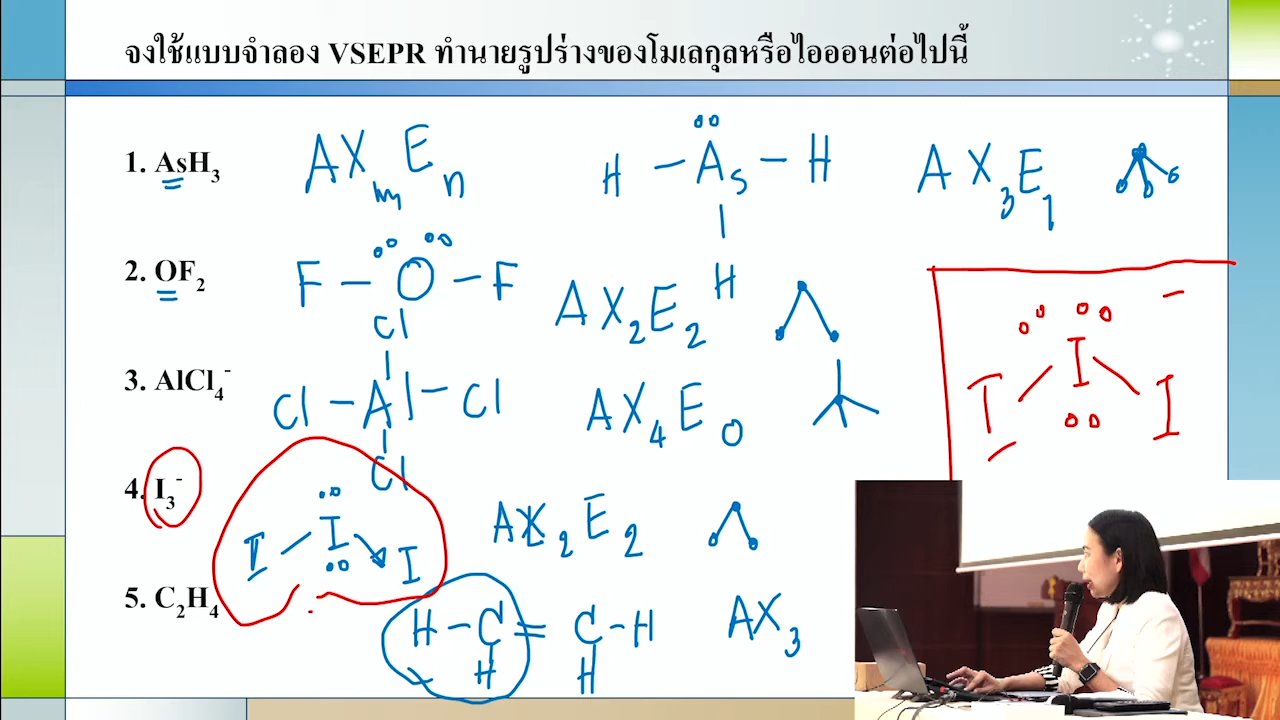 จงใช้แบบจำลอง VSEPR ทำนายรูปร่างของโมเลกุลหรือไอออนต่อไปนี้
1. AsH₃ AXₘEₙ H – As – H AX₃E₁
H
2. OF₂ F – O – F AX₂E₂
Cl
3. AlCl₄⁻ Cl – Al – Cl AX₄E₀
Cl
I I I ⁻
4. I₃⁻ I I I AX₂E₂
5. C₂H₄ H – C = C – H AX₃
H H